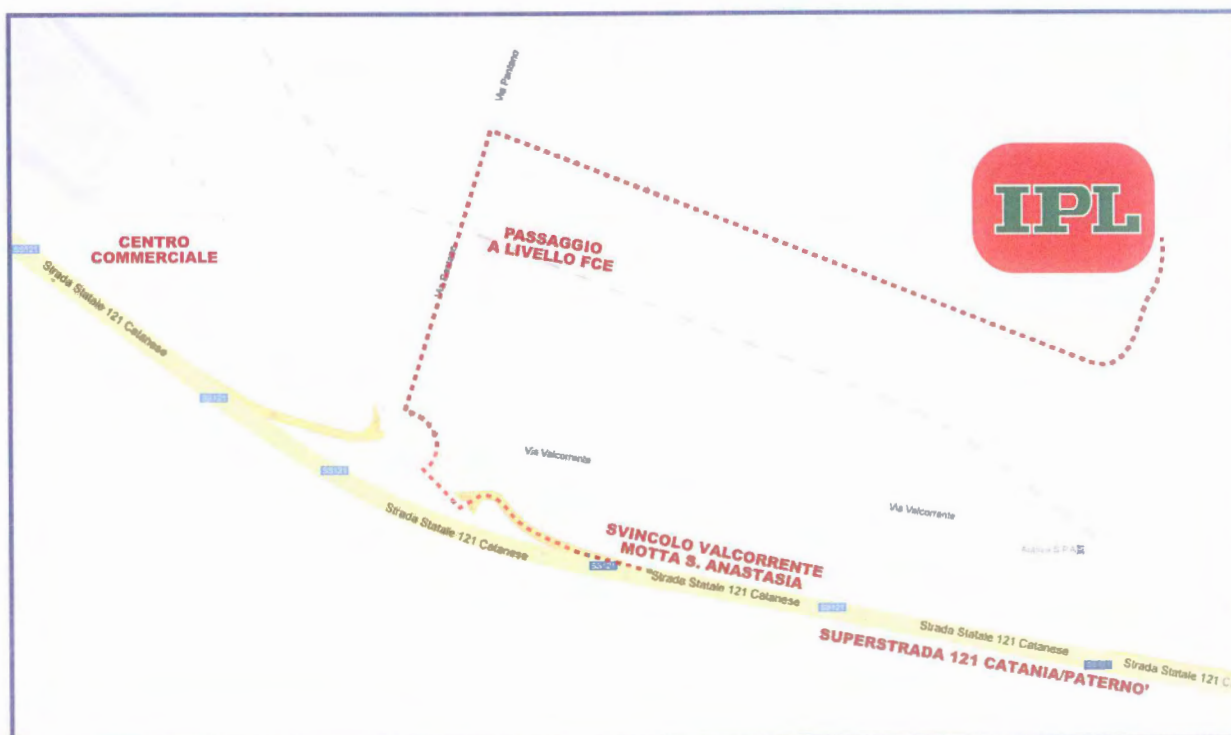 Via Pantano
IPL
CENTRO
COMMERCIALE
PASSAGGIO
A LIVELLO FCE
SS121
Strada Statale 121 Catanese
SS121
SS121
Via Valcorrente
Via Valcorrente
Strada Statale 121 Catanese
SVINCOLO VALCORRENTE
MOTTA S. ANASTASIA
SS121
Strada Statale 121 Catanese
SS121
Strada Statale 121 Catanese
SUPERSTRADA 121 CATANIA/PATERNO'
Strada Statale 121 C